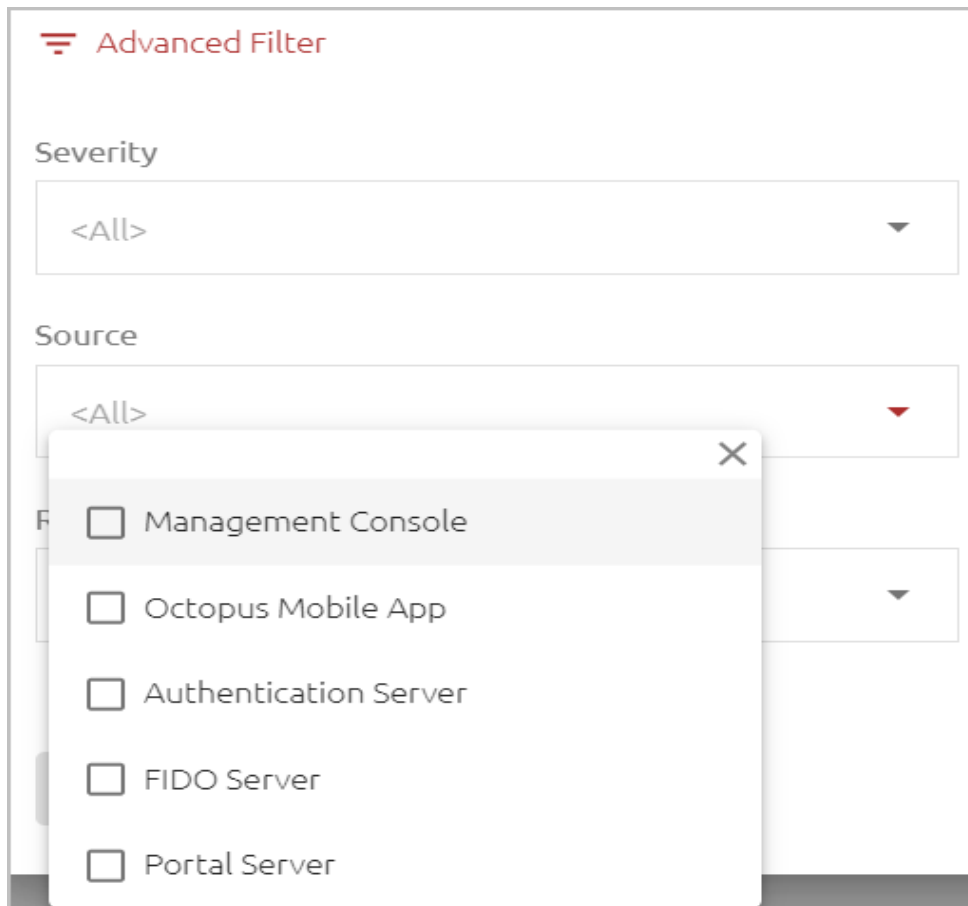 Advanced Filter
Severity
<All>
Source
<All>
Management Console
Octopus Mobile App
Authentication Server
FIDO Server
Portal Server